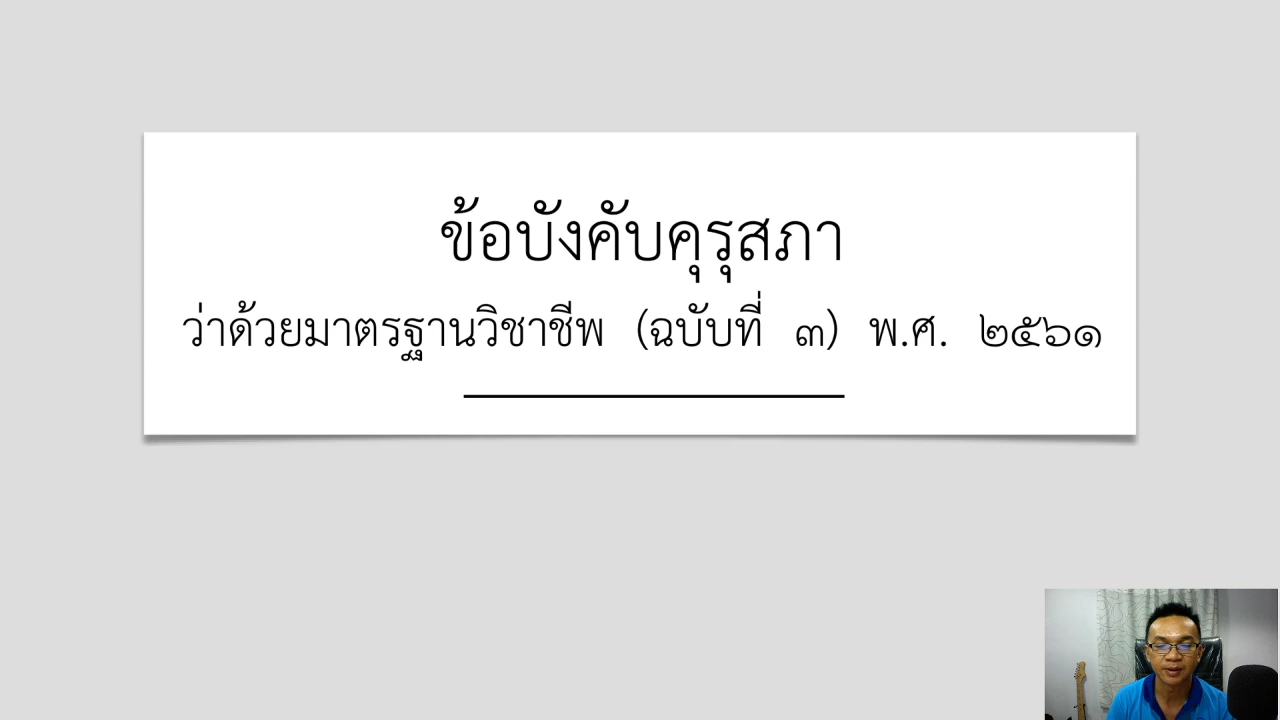 ข้อบังคับคุรุสภา
ว่าด้วยมาตรฐานวิชาชีพ (ฉบับที่ ๓) พ.ศ. ๒๕๖๑